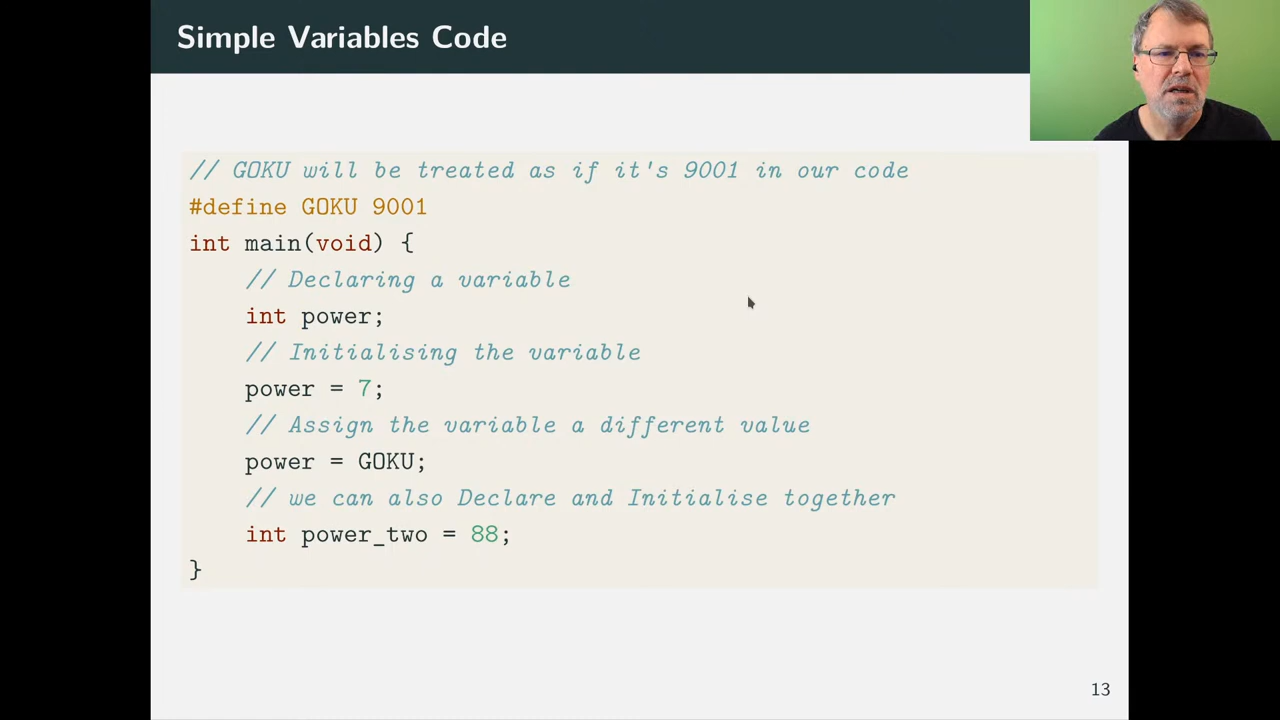 Simple Variables Code
// GOKU will be treated as if it's 9001 in our code
#define GOKU 9001
int main(void) {
// Declaring a variable
int power;
// Initialising the variable
power = 7;
// Assign the variable a different value
power = GOKU;
// we can also Declare and Initialise together
int power_two = 88;
}
13